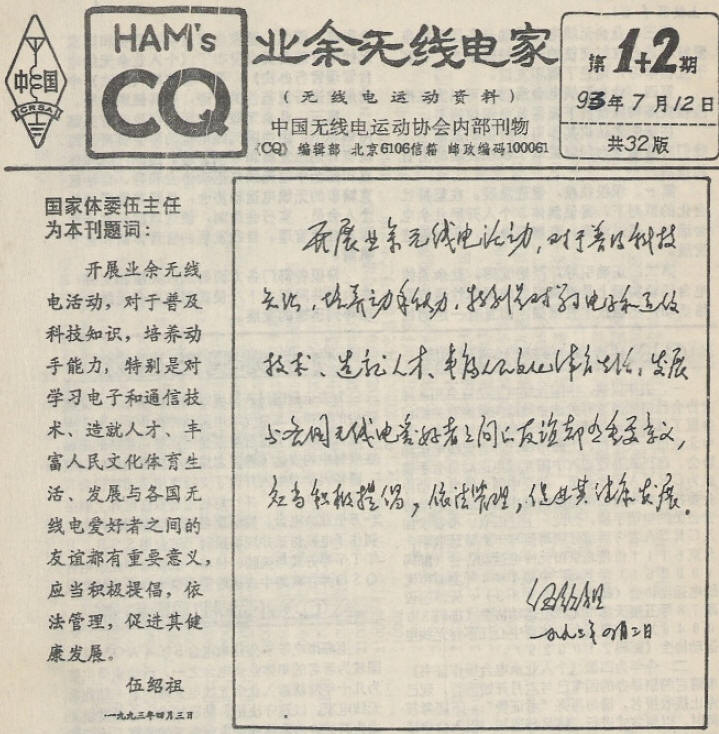 中国
CRSA
HAM's
CQ
业余无线电家
(无线电运动资料)
中国无线电运动协会内部刊物
《CQ》编辑部 北京6106信箱 邮政编码100061
第1+2期
93年7月12日
共32版
国家体委伍主任
为本刊题词:
开展业余无线
电活动,对于普及
科技知识,培养动
手能力,特别是对
学习电子和通信技
术、造就人才、丰
富人民文化体育生
活、发展与各国无
线电爱好者之间的
友谊都有重要意义,
应当积极提倡,依
法管理,促进其健
康发展。
伍绍祖
一九九三年四月三日
开展业余无线电活动,对于普及科技
知识,培养动手能力,特别是对学习电子和通信
技术、造就人才、丰富人民文化体育生活、发展
与各国无线电爱好者之间的友谊都有重要意义,
应当积极提倡,依法管理,促进其健康发展。
伍绍祖